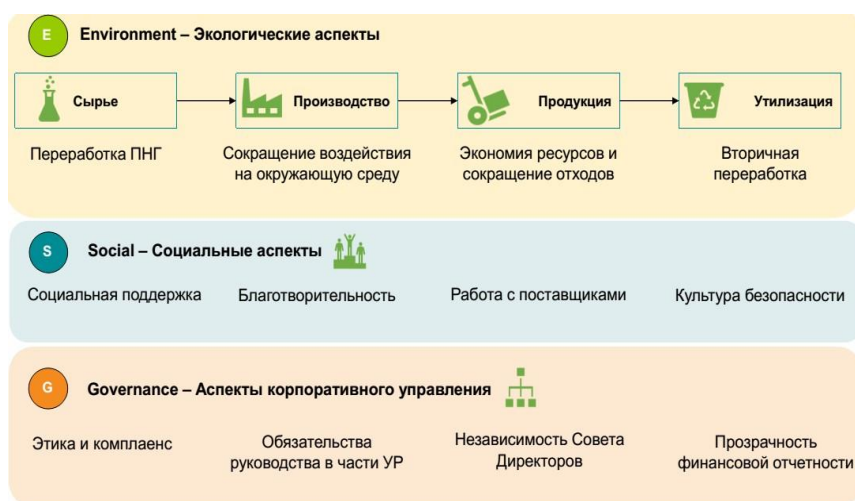 E Environment – Экологические аспекты
Сырье Производство Продукция Утилизация
Переработка ПНГ
Сокращение воздействия
на окружающую среду
Экономия ресурсов и
сокращение отходов
Вторичная
переработка
S Social – Социальные аспекты
Социальная поддержка Благотворительность Работа с поставщиками Культура безопасности
G Governance – Аспекты корпоративного управления
Этика и комплаенс
Обязательства
руководства в части УР
Независимость Совета
Директоров
Прозрачность
финансовой отчетности